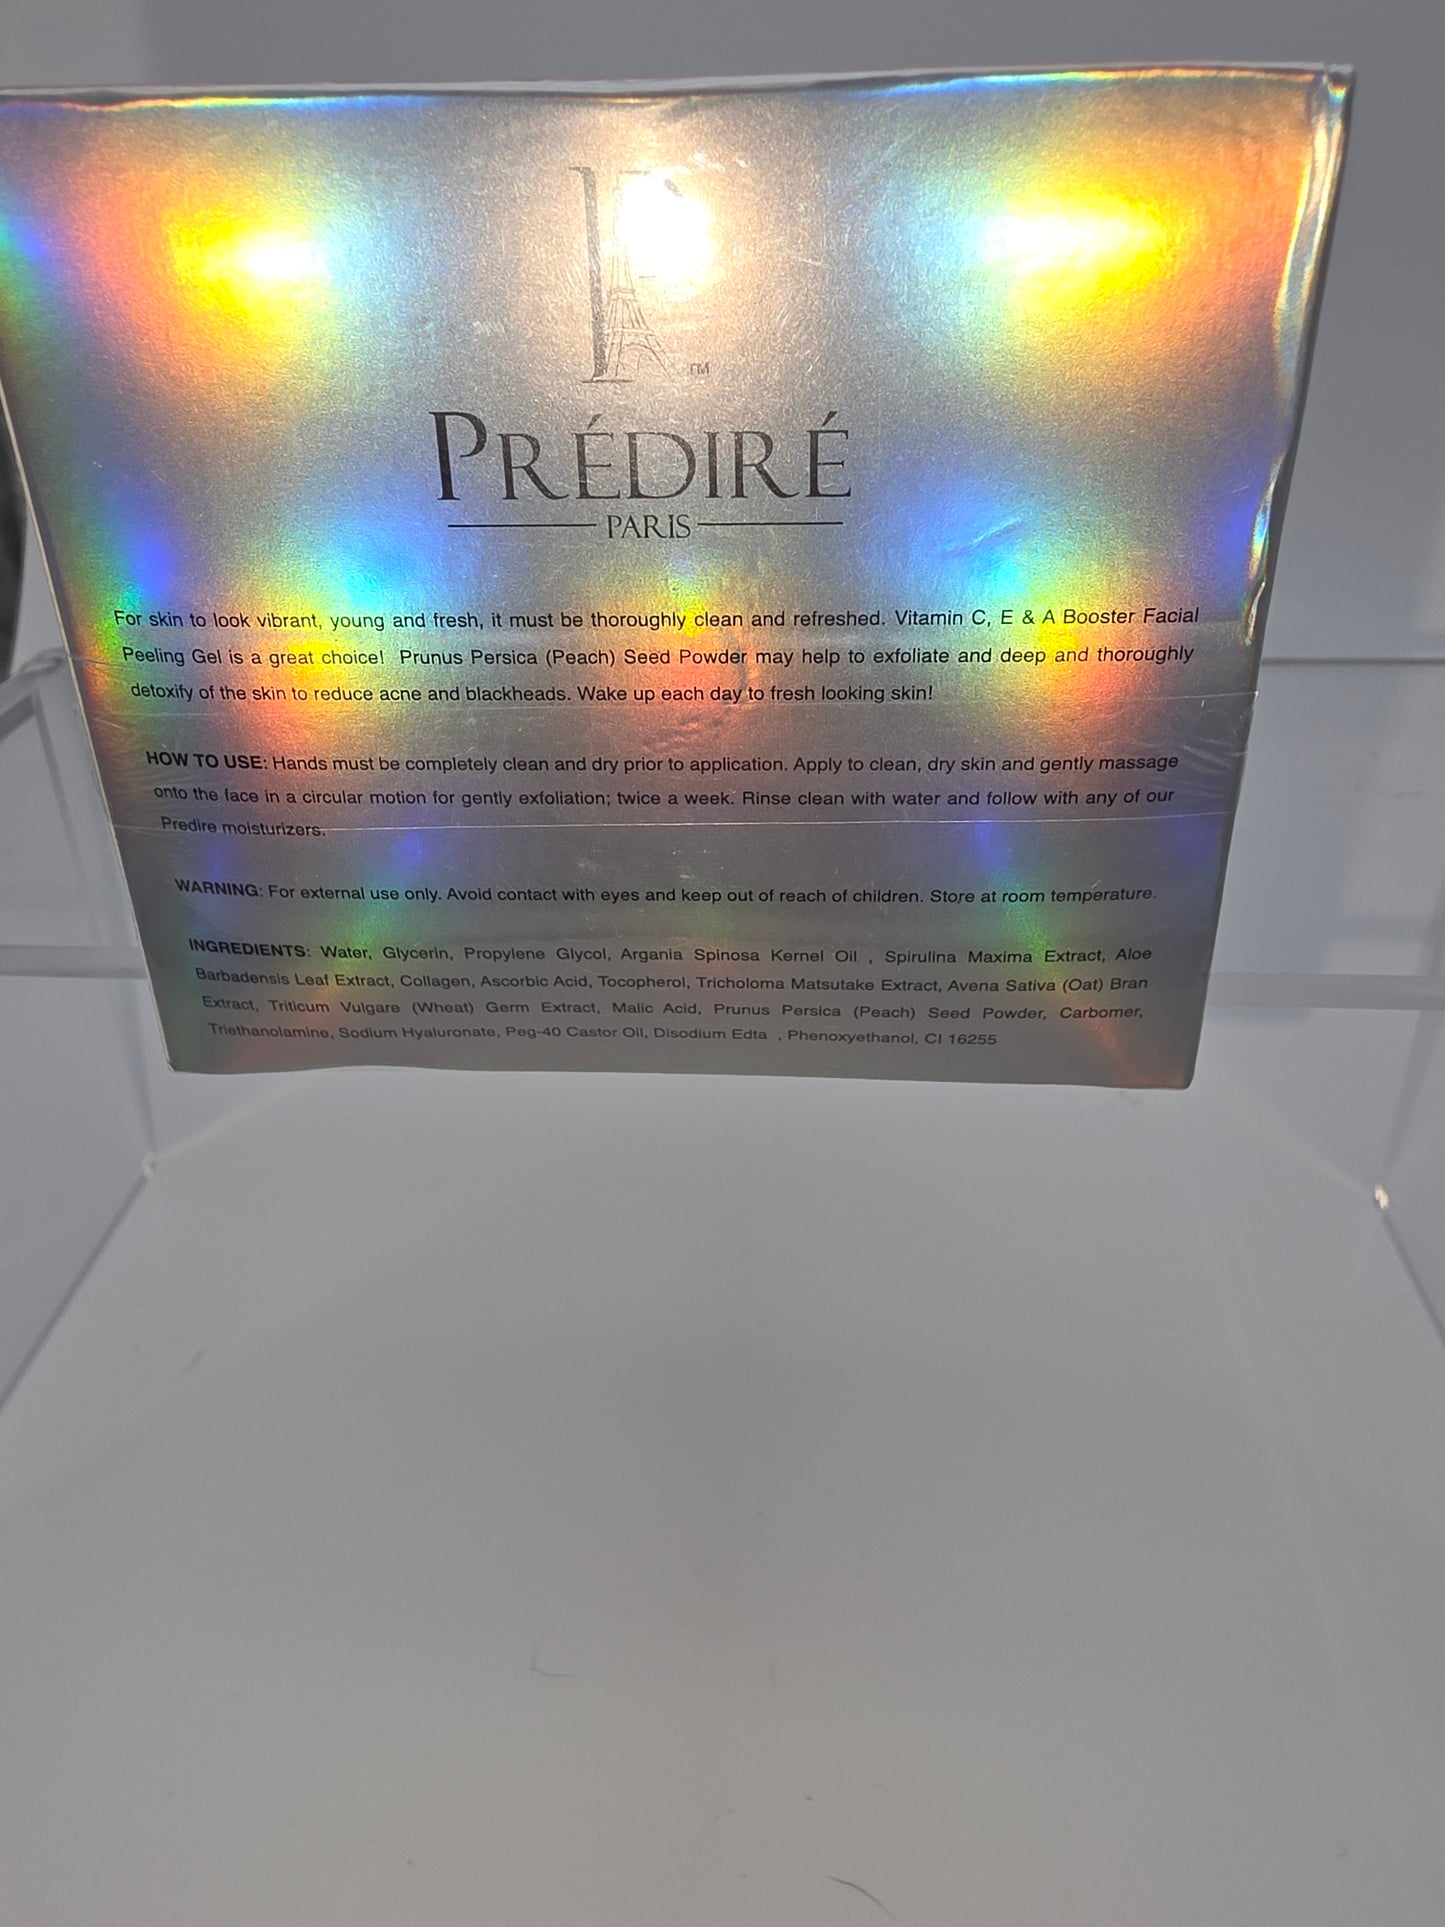 TM
PRÉDIRÉ
PARIS
For skin to look vibrant, young and fresh, it must be thoroughly clean and refreshed. Vitamin C, E & A Booster Facial
Peeling Gel is a great choice! Prunus Persica (Peach) Seed Powder may help to exfoliate and deep and thoroughly
detoxify of the skin to reduce acne and blackheads. Wake up each day to fresh looking skin!
HOW TO USE: Hands must be completely clean and dry prior to application. Apply to clean, dry skin and gently massage
onto the face in a circular motion for gently exfoliation; twice a week. Rinse clean with water and follow with any of our
Predire moisturizers.
WARNING: For external use only. Avoid contact with eyes and keep out of reach of children. Store at room temperature.
INGREDIENTS: Water, Glycerin, Propylene Glycol, Argania Spinosa Kernel Oil , Spirulina Maxima Extract, Aloe
Barbadensis Leaf Extract, Collagen, Ascorbic Acid, Tocopherol, Tricholoma Matsutake Extract, Avena Sativa (Oat) Bran
Extract, Triticum Vulgare (Wheat) Germ Extract, Malic Acid, Prunus Persica (Peach) Seed Powder, Carbomer,
Triethanolamine, Sodium Hyaluronate, Peg-40 Castor Oil, Disodium Edta , Phenoxyethanol, CI 16255